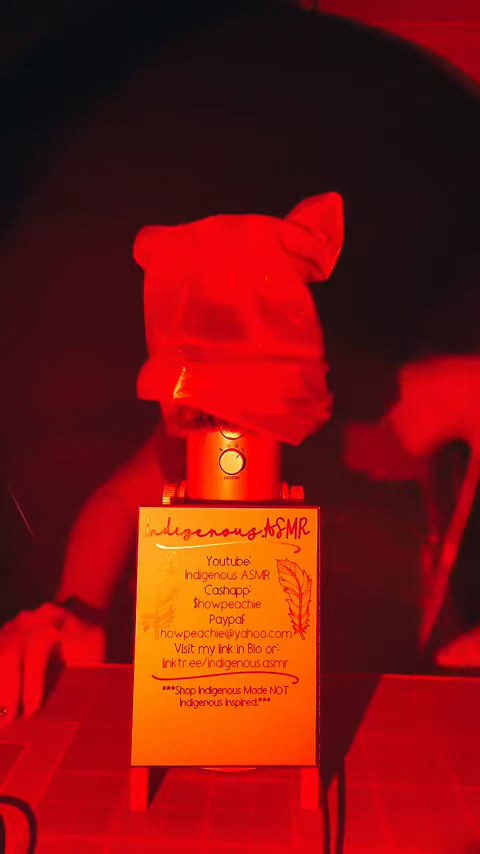 Indigenous.ASMR
Youtube:
Indigenous ASMR
Cashapp:
$howpeachie
Paypal:
howpeachie@yahoo.com
Visit my link in Bio or:
linktr.ee/indigenous.asmr
***Shop Indigenous Made NOT
Indigenous Inspired.***